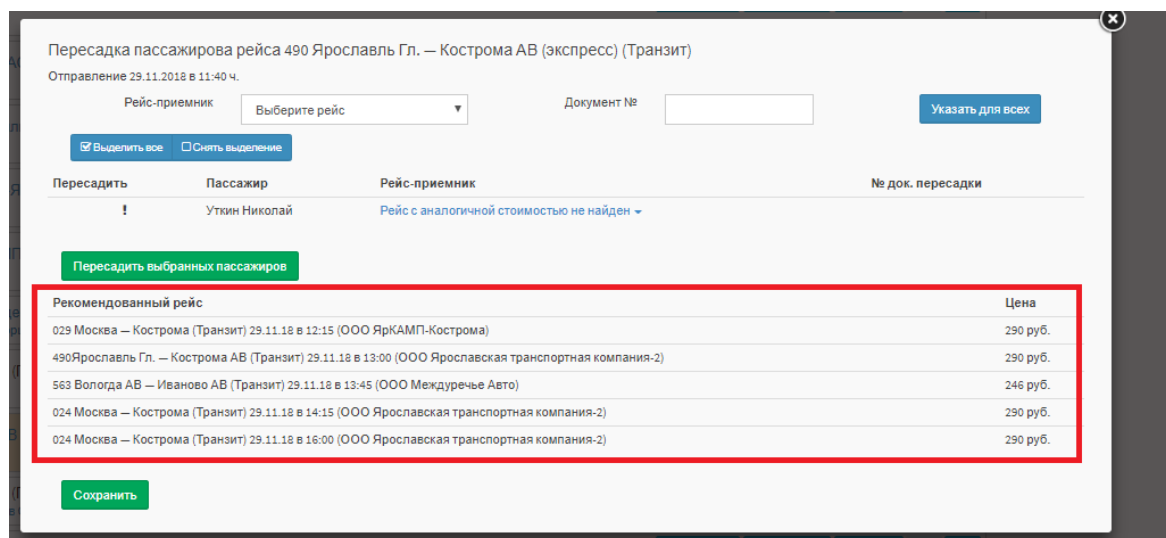 Пересадка пассажирова рейса 490 Ярославль Гл. — Кострома АВ (экспресс) (Транзит)
Отправление 29.11.2018 в 11:40 ч.
Рейс-приемник Выберите рейс Документ № Указать для всех
Выделить все Снять выделение
Пересадить Пассажир Рейс-приемник № док. пересадки
! Уткин Николай Рейс с аналогичной стоимостью не найден
Пересадить выбранных пассажиров
Рекомендованный рейс Цена
029 Москва — Кострома (Транзит) 29.11.18 в 12:15 (ООО ЯрКАМП-Кострома) 290 руб.
490Ярославль Гл. — Кострома АВ (Транзит) 29.11.18 в 13:00 (ООО Ярославская транспортная компания-2) 290 руб.
563 Вологда АВ — Иваново АВ (Транзит) 29.11.18 в 13:45 (ООО Междуречье Авто) 246 руб.
024 Москва — Кострома (Транзит) 29.11.18 в 14:15 (ООО Ярославская транспортная компания-2) 290 руб.
024 Москва — Кострома (Транзит) 29.11.18 в 16:00 (ООО Ярославская транспортная компания-2) 290 руб.
Сохранить